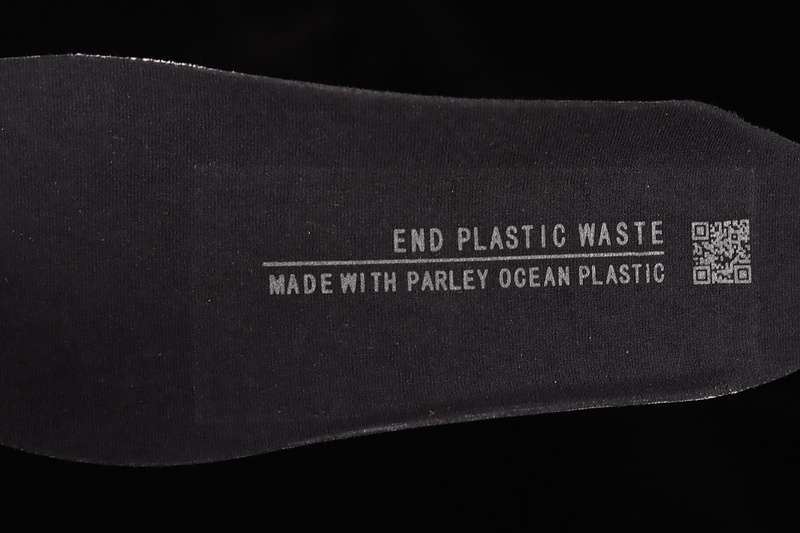 END PLASTIC WASTE
MADE WITH PARLEY OCEAN PLASTIC